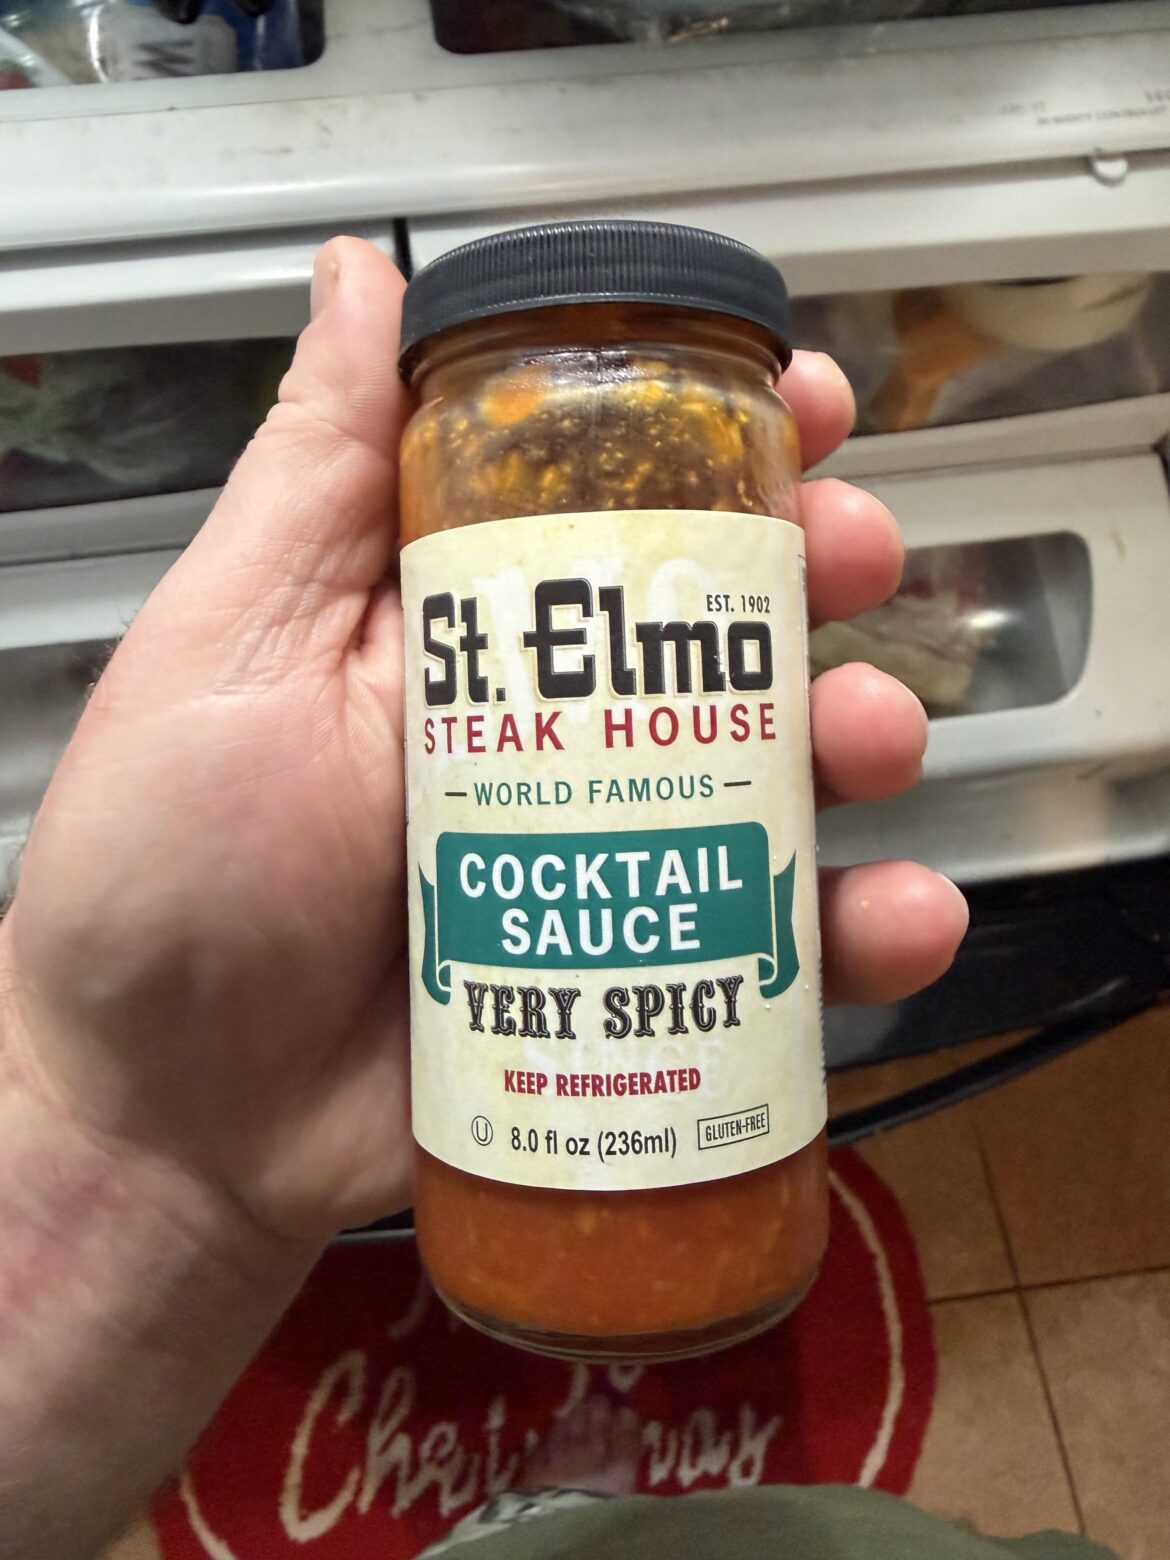 EST. 1902
St. Elmo
STEAK HOUSE
WORLD FAMOUS
COCKTAIL
SAUCE
VERY SPICY
KEEP REFRIGERATED
U 8.0 fl oz (236ml) GLUTEN-FREE